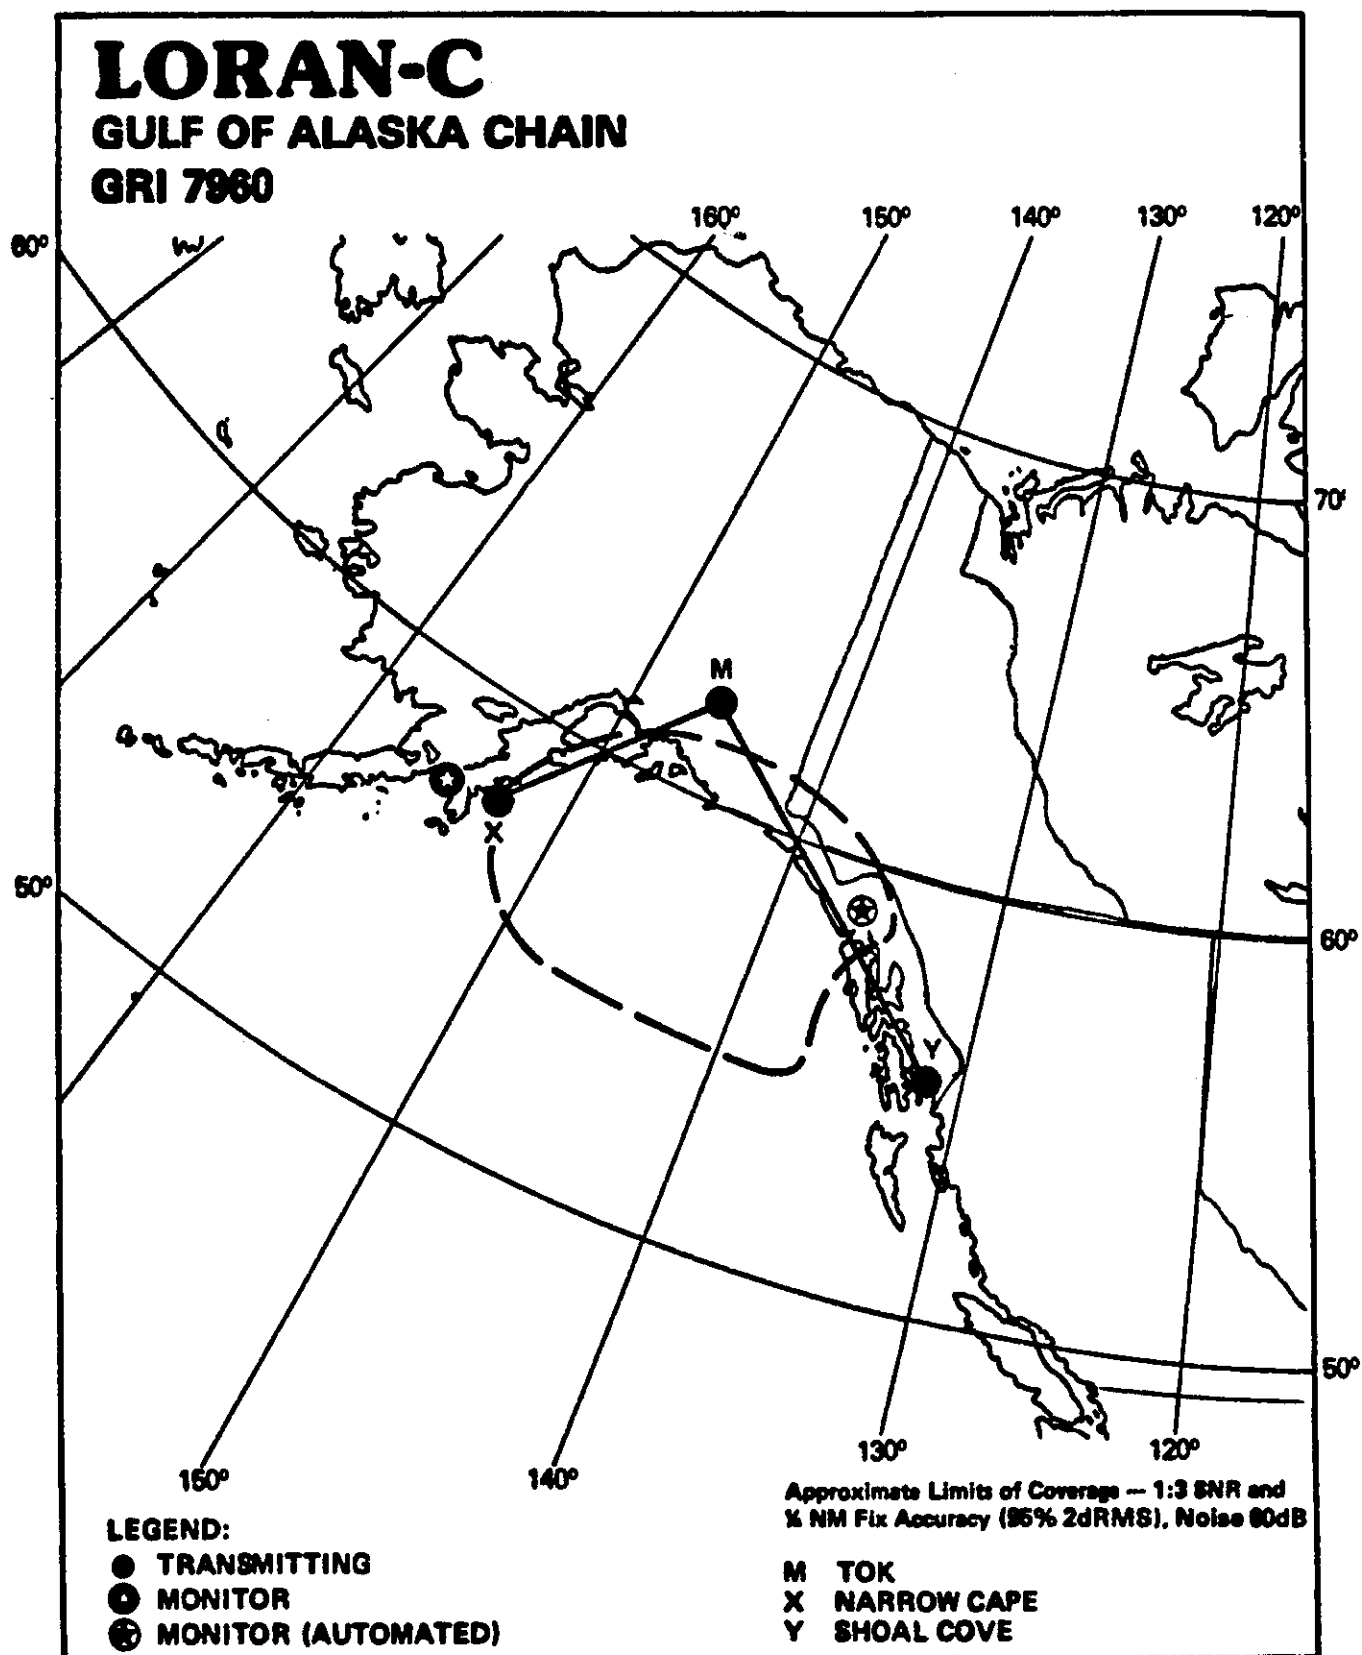 LORAN-C
GULF OF ALASKA CHAIN
GRI 7960
160° 150° 140° 130° 120°
60°
70°
M
X
50°
60°
Y
50°
150° 140° 130° 120°
Approximate Limits of Coverage — 1:3 SNR and
¼ NM Fix Accuracy (95% 2dRMS), Noise 60dB
LEGEND:
TRANSMITTING
MONITOR
MONITOR (AUTOMATED)
M TOK
X NARROW CAPE
Y SHOAL COVE